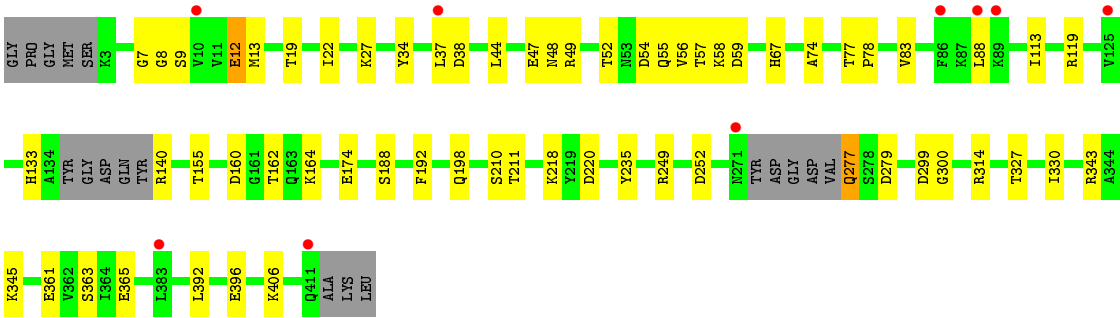 GLY PRO GLY MET SER K3 G7 G8 S9 V10 V11 E12 M13 T19 I22 K27 Y34 L37 D38 L44 E47 N48 R49 T52 N53 D54 Q55 V56 T57 K58 D59 H67 A74 T77 P78 V83 F86 K87 L88 K89 I113 R119 V125
H133 A134 TYR GLY ASP GLN TYR R140 T155 D160 G161 T162 Q163 K164 E174 S188 F192 Q198 S210 T211 K218 Y219 D220 Y235 R249 D252 N271 TYR ASP GLY ASP VAL Q277 S278 D279 D299 G300 R314 T327 I330 R343 A344
K345 E361 V362 S363 I364 E365 L383 L392 E396 K406 Q411 ALA LYS LEU